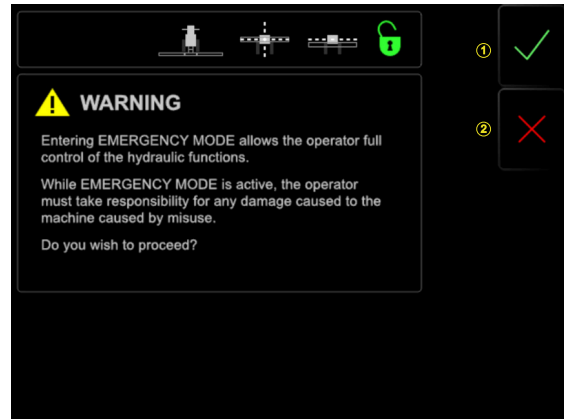 ①
WARNING
Entering EMERGENCY MODE allows the operator full
control of the hydraulic functions.
②
While EMERGENCY MODE is active, the operator
must take responsibility for any damage caused to the
machine caused by misuse.
Do you wish to proceed?